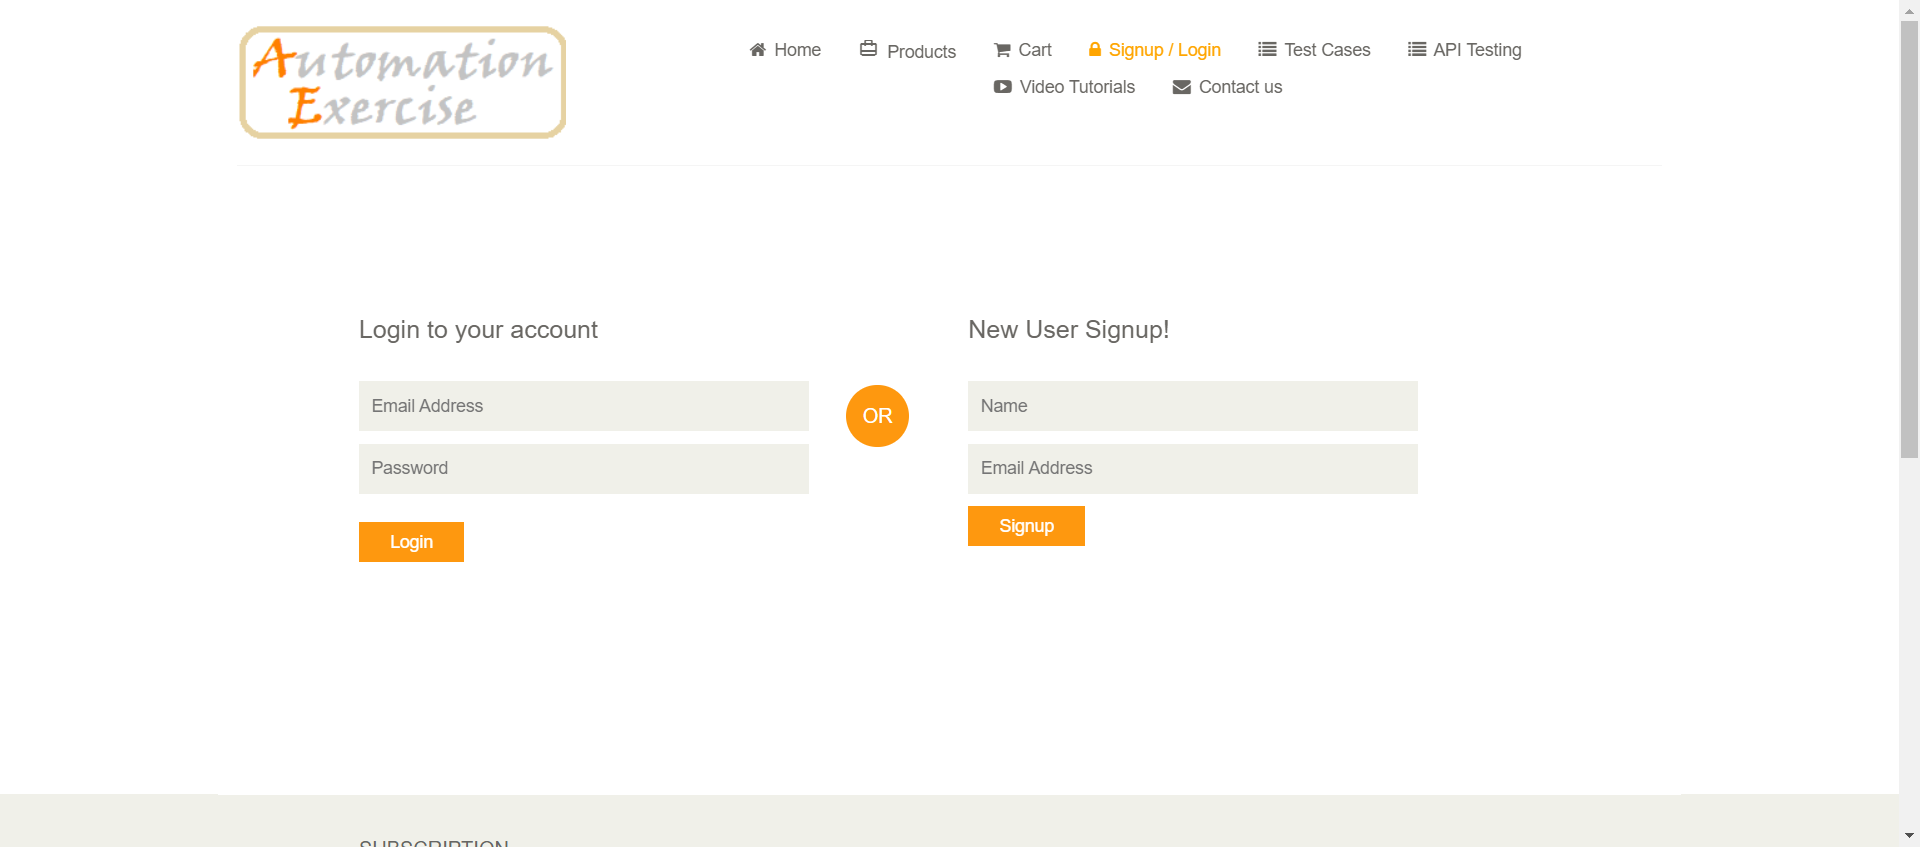 Automation
Exercise
Home Products Cart Signup / Login Test Cases API Testing
Video Tutorials Contact us
Login to your account
Email Address
Password
Login
OR
New User Signup!
Name
Email Address
Signup
SUBSCRIPTION